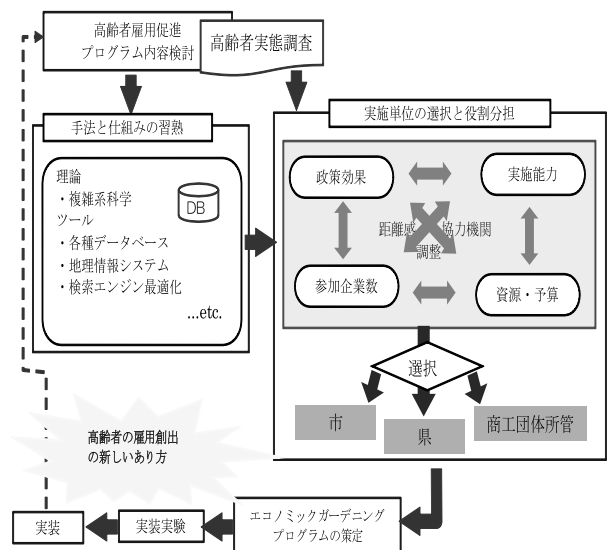 高齢者雇用促進
プログラム内容検討
高齢者実態調査
手法と仕組みの習熟
理論
・複雑系科学
ツール
・各種データベース
・地理情報システム
・検索エンジン最適化
...etc.
DB
実施単位の選択と役割分担
政策効果
実施能力
距離感
協力機関
調整
参加企業数
資源・予算
選択
市
県
商工団体所管
高齢者の雇用創出
の新しいあり方
エコノミックガーデニング
プログラムの策定
実装実験
実装